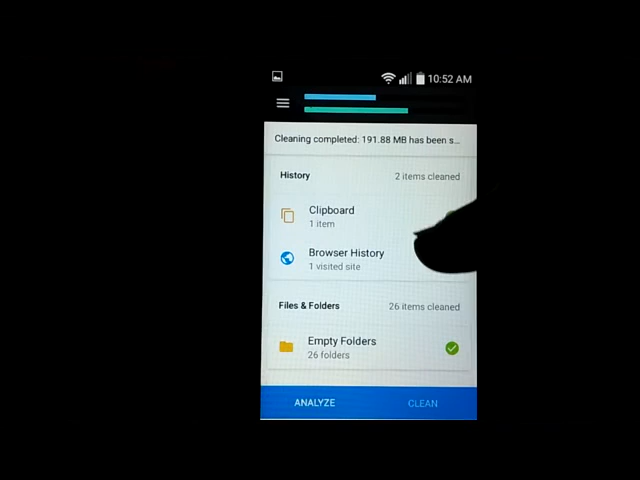 10:52 AM
Cleaning completed: 191.88 MB has been s...
History 2 items cleaned
Clipboard
1 item
Browser History
1 visited site
Files & Folders 26 items cleaned
Empty Folders
26 folders
ANALYZE CLEAN